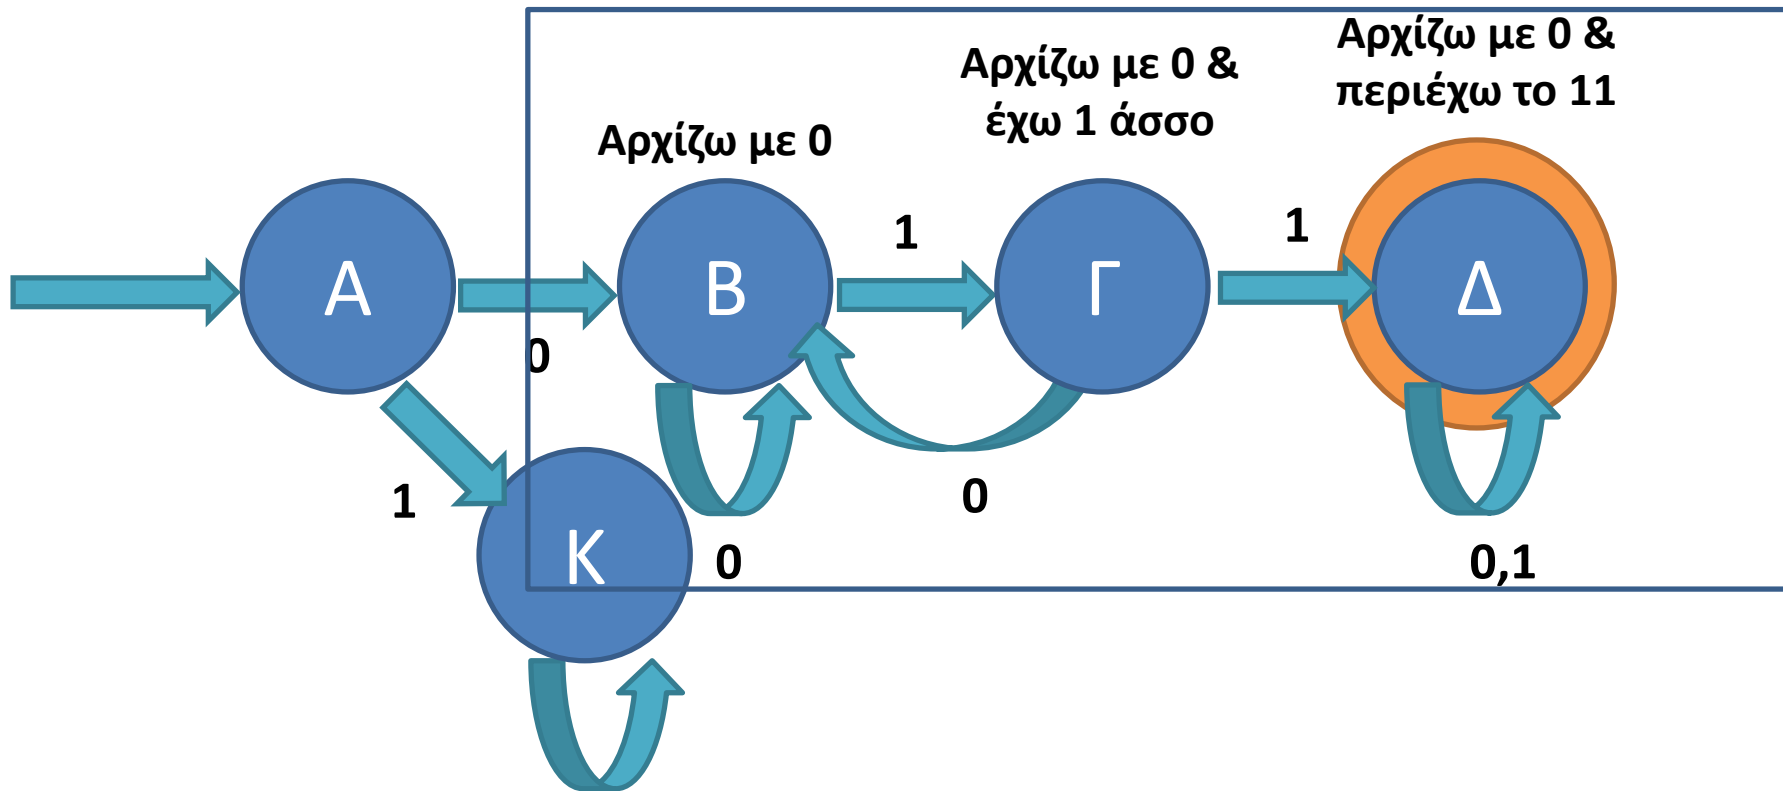 Αρχίζω με 0 &
περιέχω το 11
Αρχίζω με 0 &
έχω 1 άσσο
Αρχίζω με 0
1
1
Α
Β
Γ
Δ
0
1
0
Κ
0
0,1